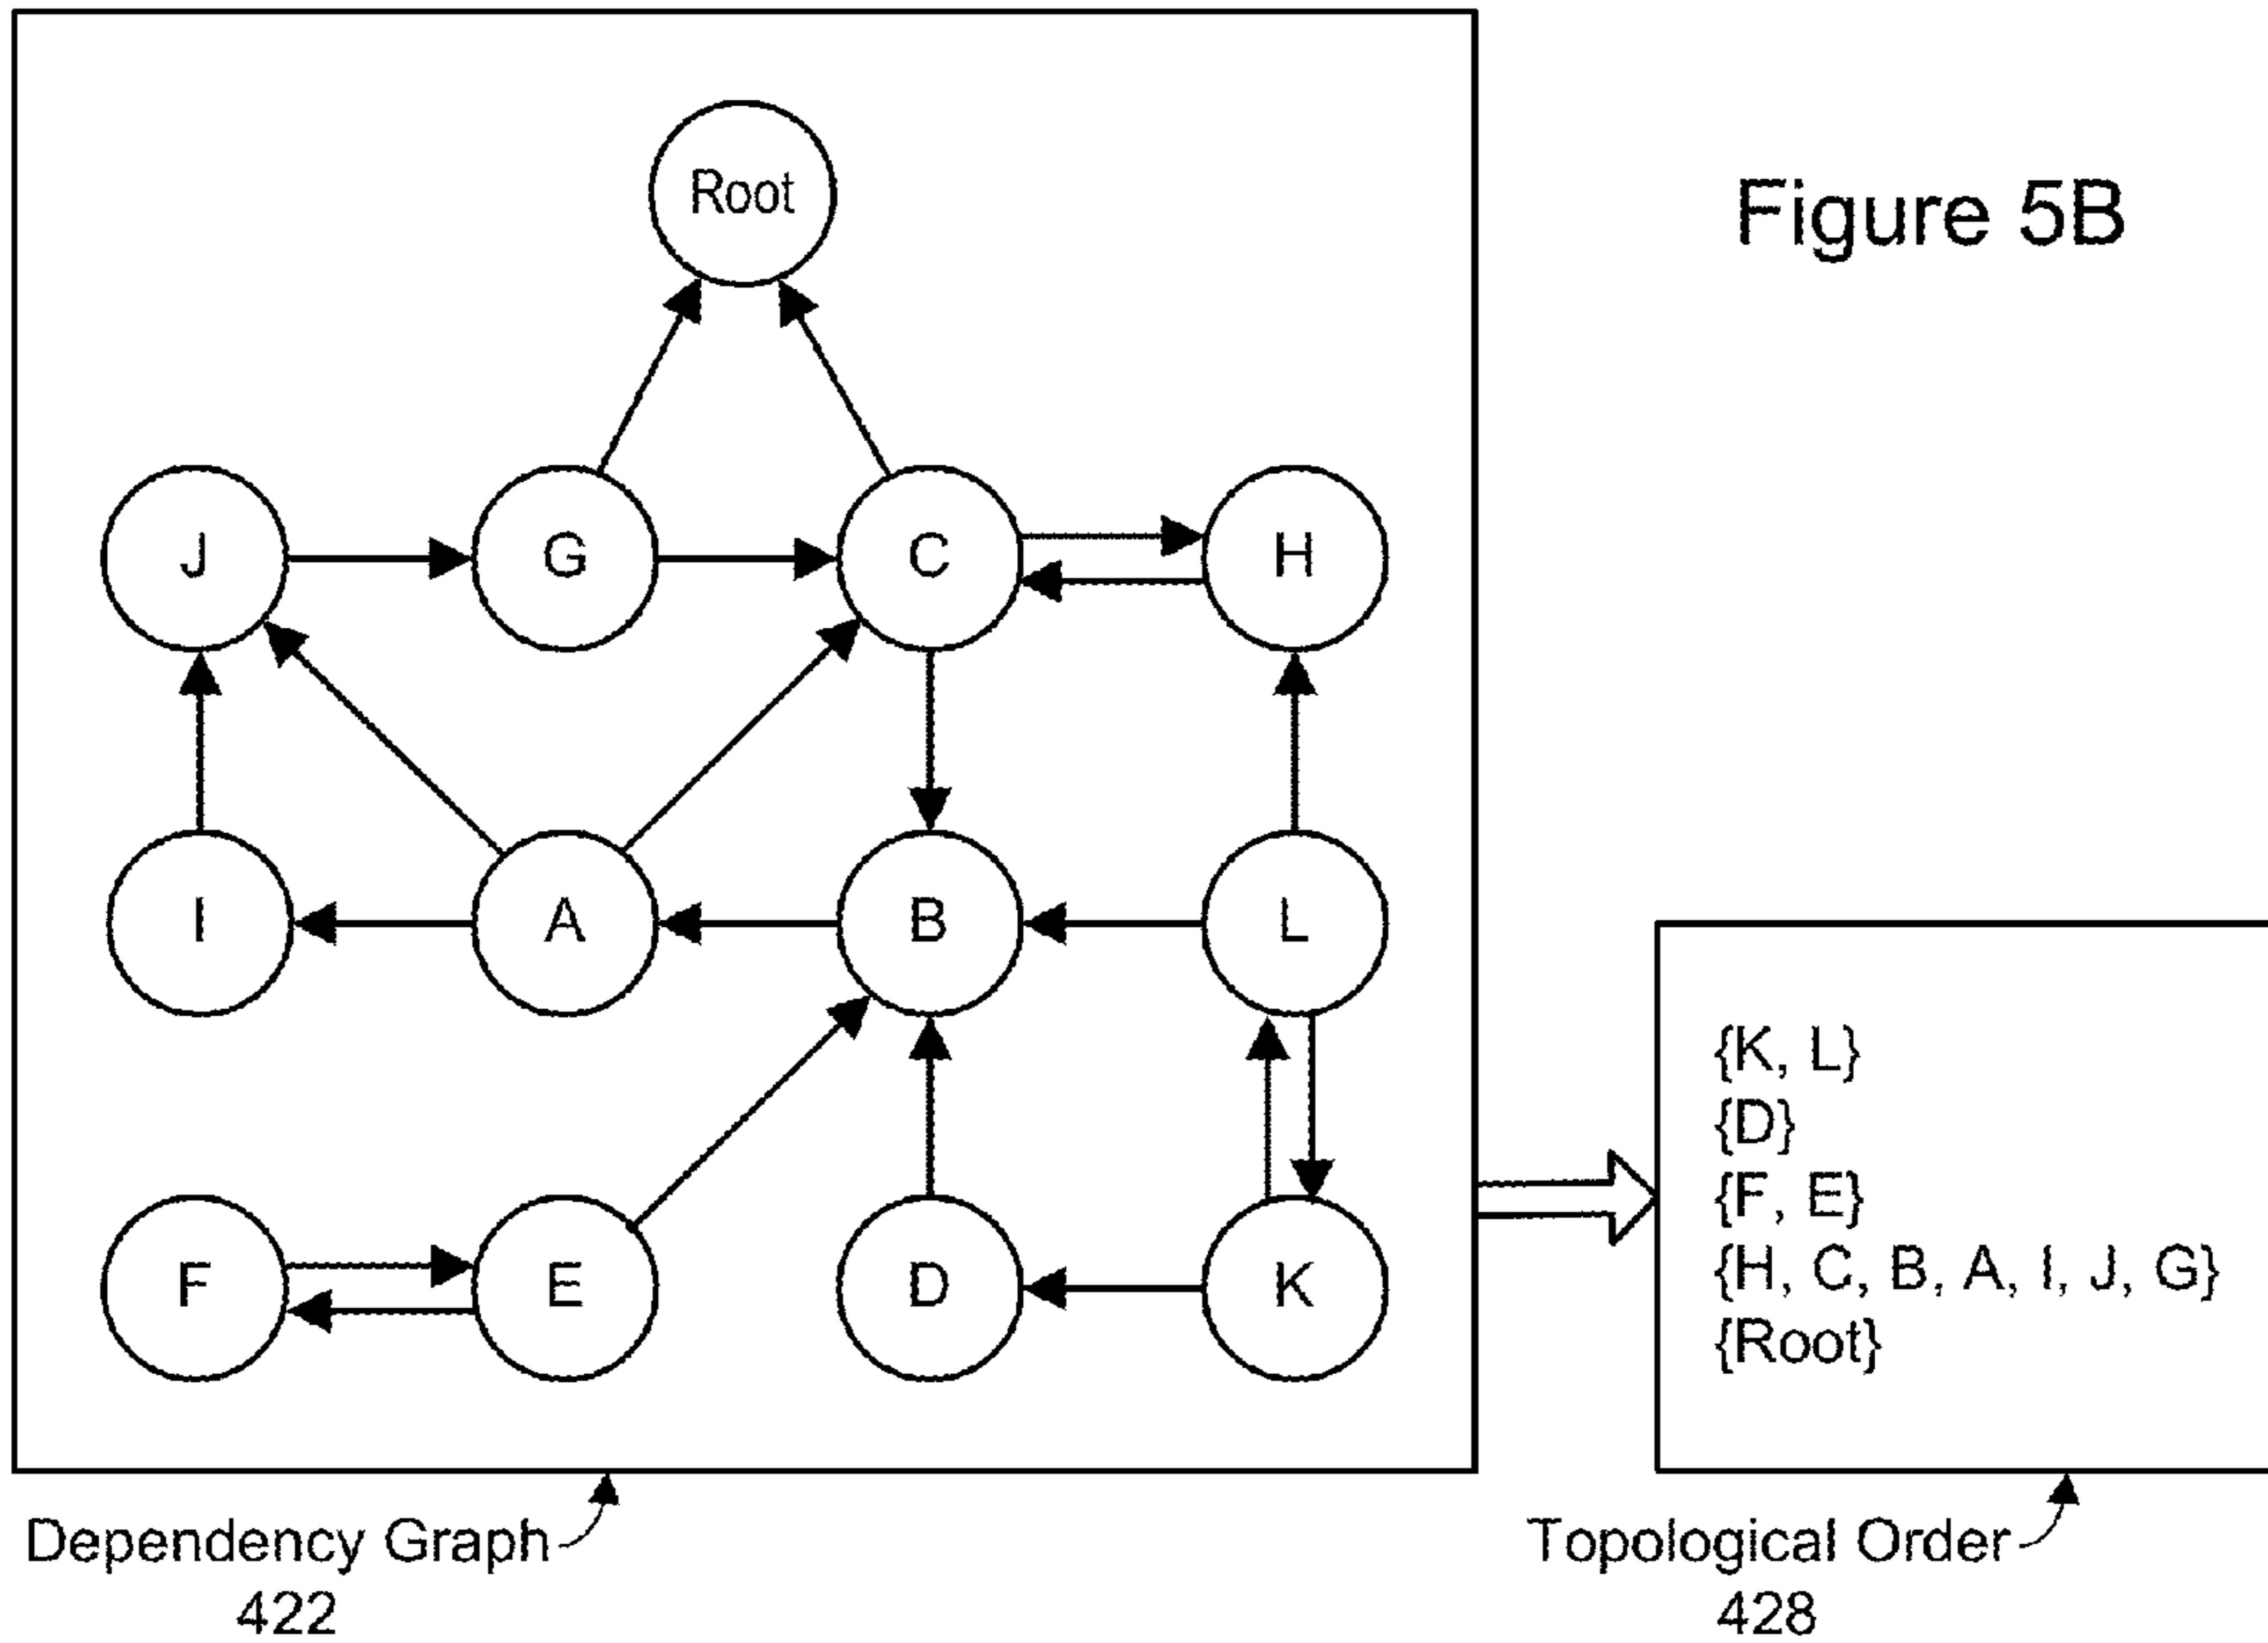 Root
Figure 5B
J G C H
I A B L
F E D K
{K, L}
{D}
{F, E}
{H, C, B, A, I, J, G}
{Root}
Dependency Graph
422
Topological Order
428